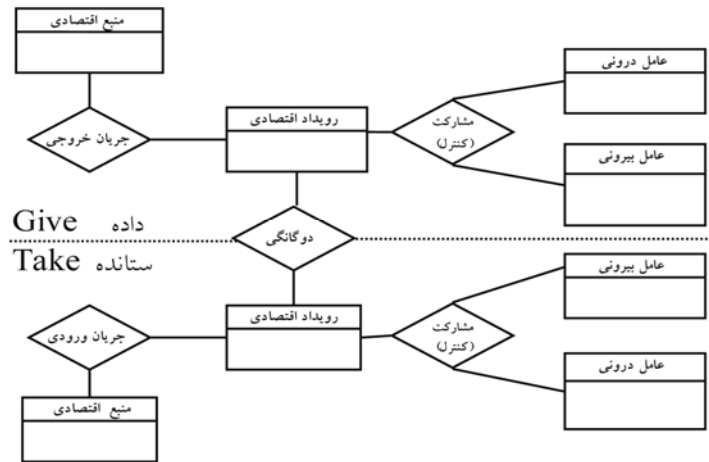 منبع اقتصادی
عامل درونی
جریان خروجی
رویداد اقتصادی
مشارکت
(کنترل)
عامل بیرونی
Give داده
دوگانگی
Take ستانده
عامل بیرونی
جریان ورودی
رویداد اقتصادی
مشارکت
(کنترل)
عامل درونی
منبع اقتصادی